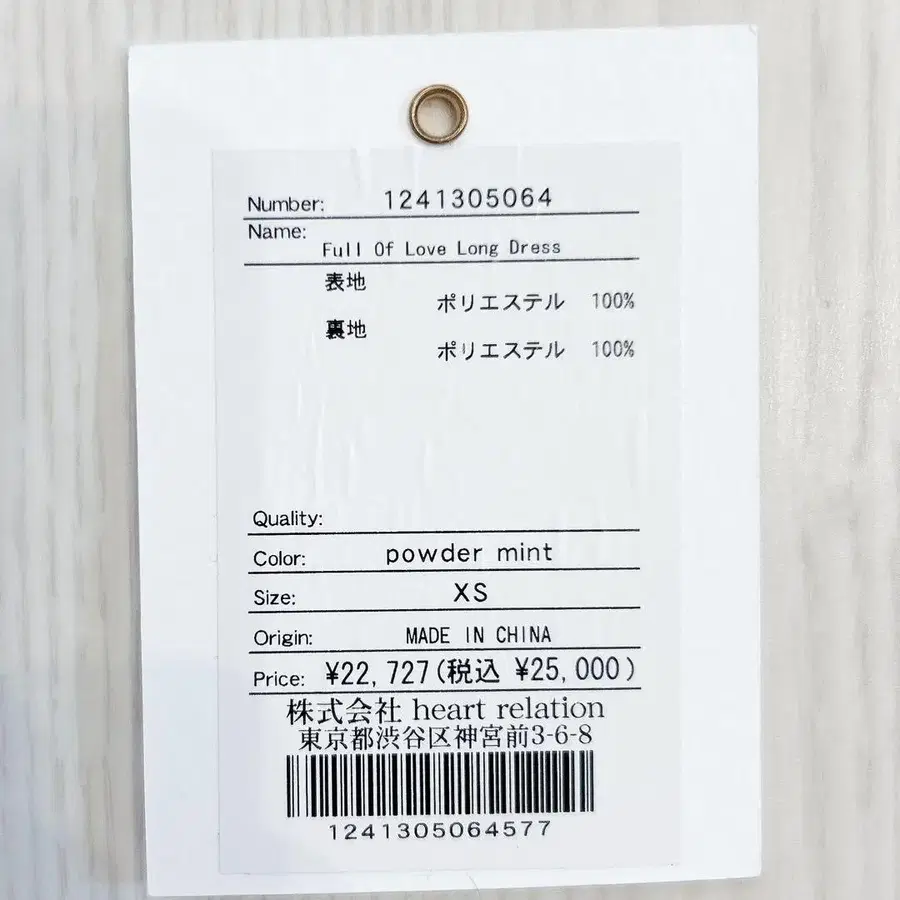 Number: 1241305064
Name:
Full Of Love Long Dress
表地
ポリエステル 100%
裏地
ポリエステル 100%
Quality:
Color: powder mint
Size: XS
Origin: MADE IN CHINA
Price: ¥22,727(税込 ¥25,000)
株式会社 heart relation
東京都渋谷区神宮前3-6-8
1241305064577